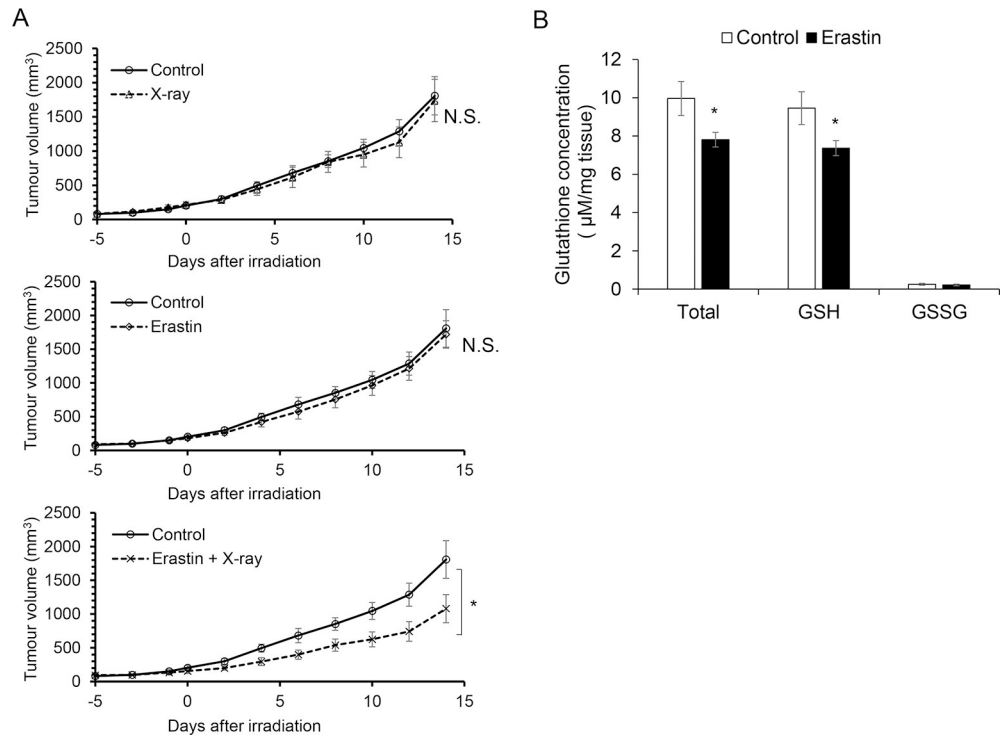 A
2500
2000
1500
1000
500
0
Tumour volume (mm3)
Control
X-ray
N.S.
-5 0 5 10 15
Days after irradiation
2500
2000
1500
1000
500
0
Tumour volume (mm3)
Control
Erastin
N.S.
-5 0 5 10 15
Days after irradiation
2500
2000
1500
1000
500
0
Tumour volume (mm3)
Control
Erastin + X-ray
*
-5 0 5 10 15
Days after irradiation
B
Control Erastin
12
10
8
6
4
2
0
Glutathione concentration
( µM/mg tissue)
* *
Total GSH GSSG